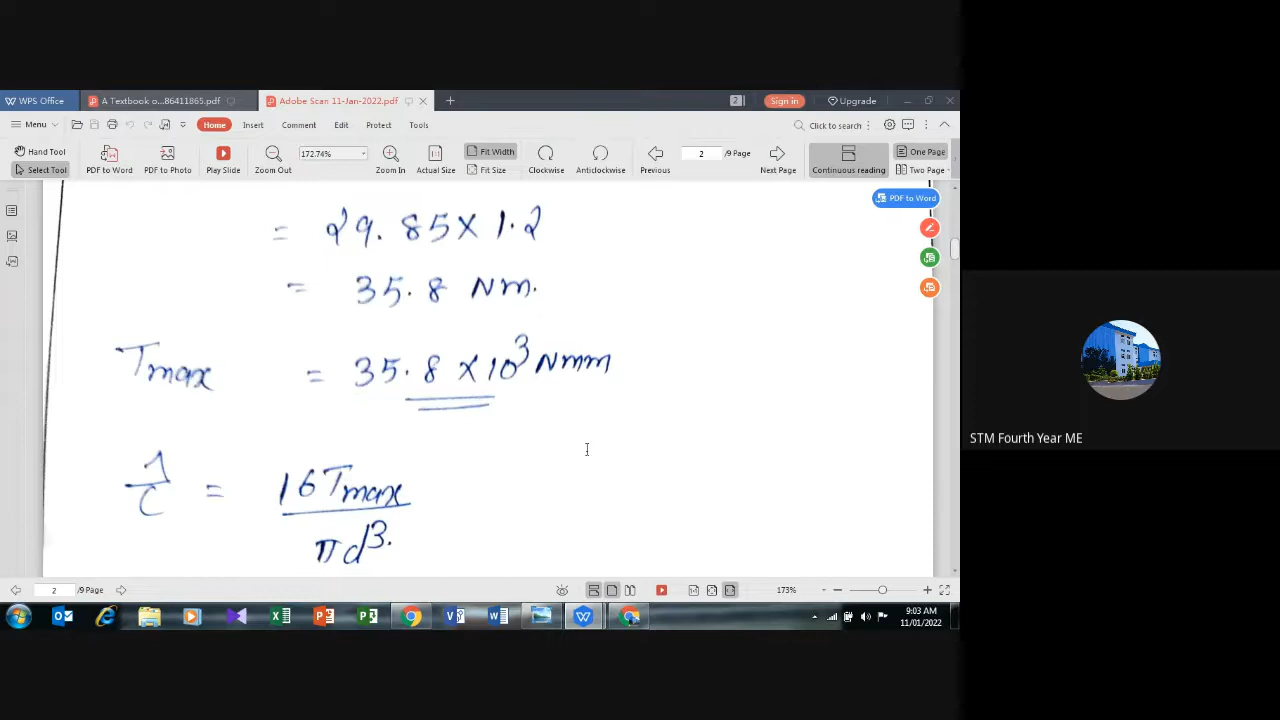 WPS Office
A Textbook o...86411865.pdf
Adobe Scan 11-Jan-2022.pdf
2
Sign in
Upgrade
Menu
Home
Insert
Comment
Edit
Protect
Tools
Click to search
Hand Tool
Select Tool
PDF to Word
PDF to Photo
Play Slide
Zoom Out
172.74%
Zoom In
Actual Size
Fit Width
Fit Size
Clockwise
Anticlockwise
Previous
2
/9 Page
Next Page
Continuous reading
One Page
Two Page
PDF to Word
= 29.85 × 1.2
= 35.8 Nm.
Tmax = 35.8 × 10³ Nmm
= 16 Tmax
πd³.
STM Fourth Year ME
2
/9 Page
173%
9:03 AM
11/01/2022